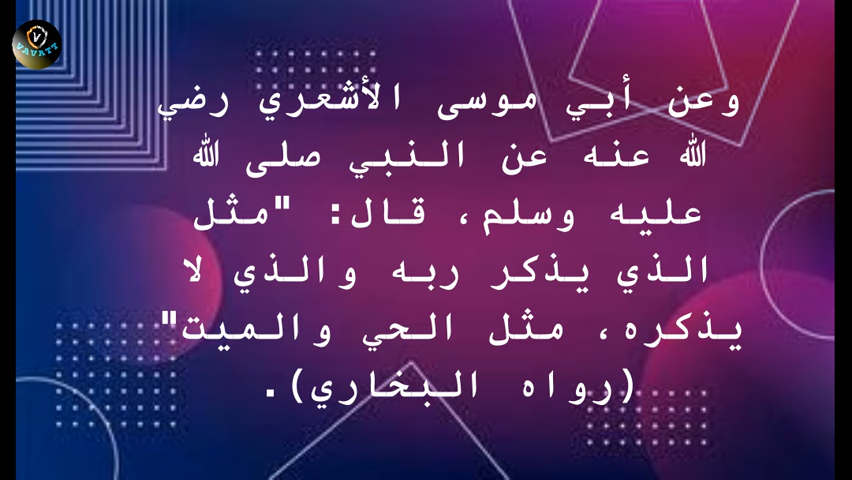 VAVATT
وعن أبي موسى الأشعري رضي
الله عنه عن النبي صلى الله
عليه وسلم، قال: "مثل
الذي يذكر ربه والذي لا
يذكره، مثل الحي والميت"
(رواه البخاري).